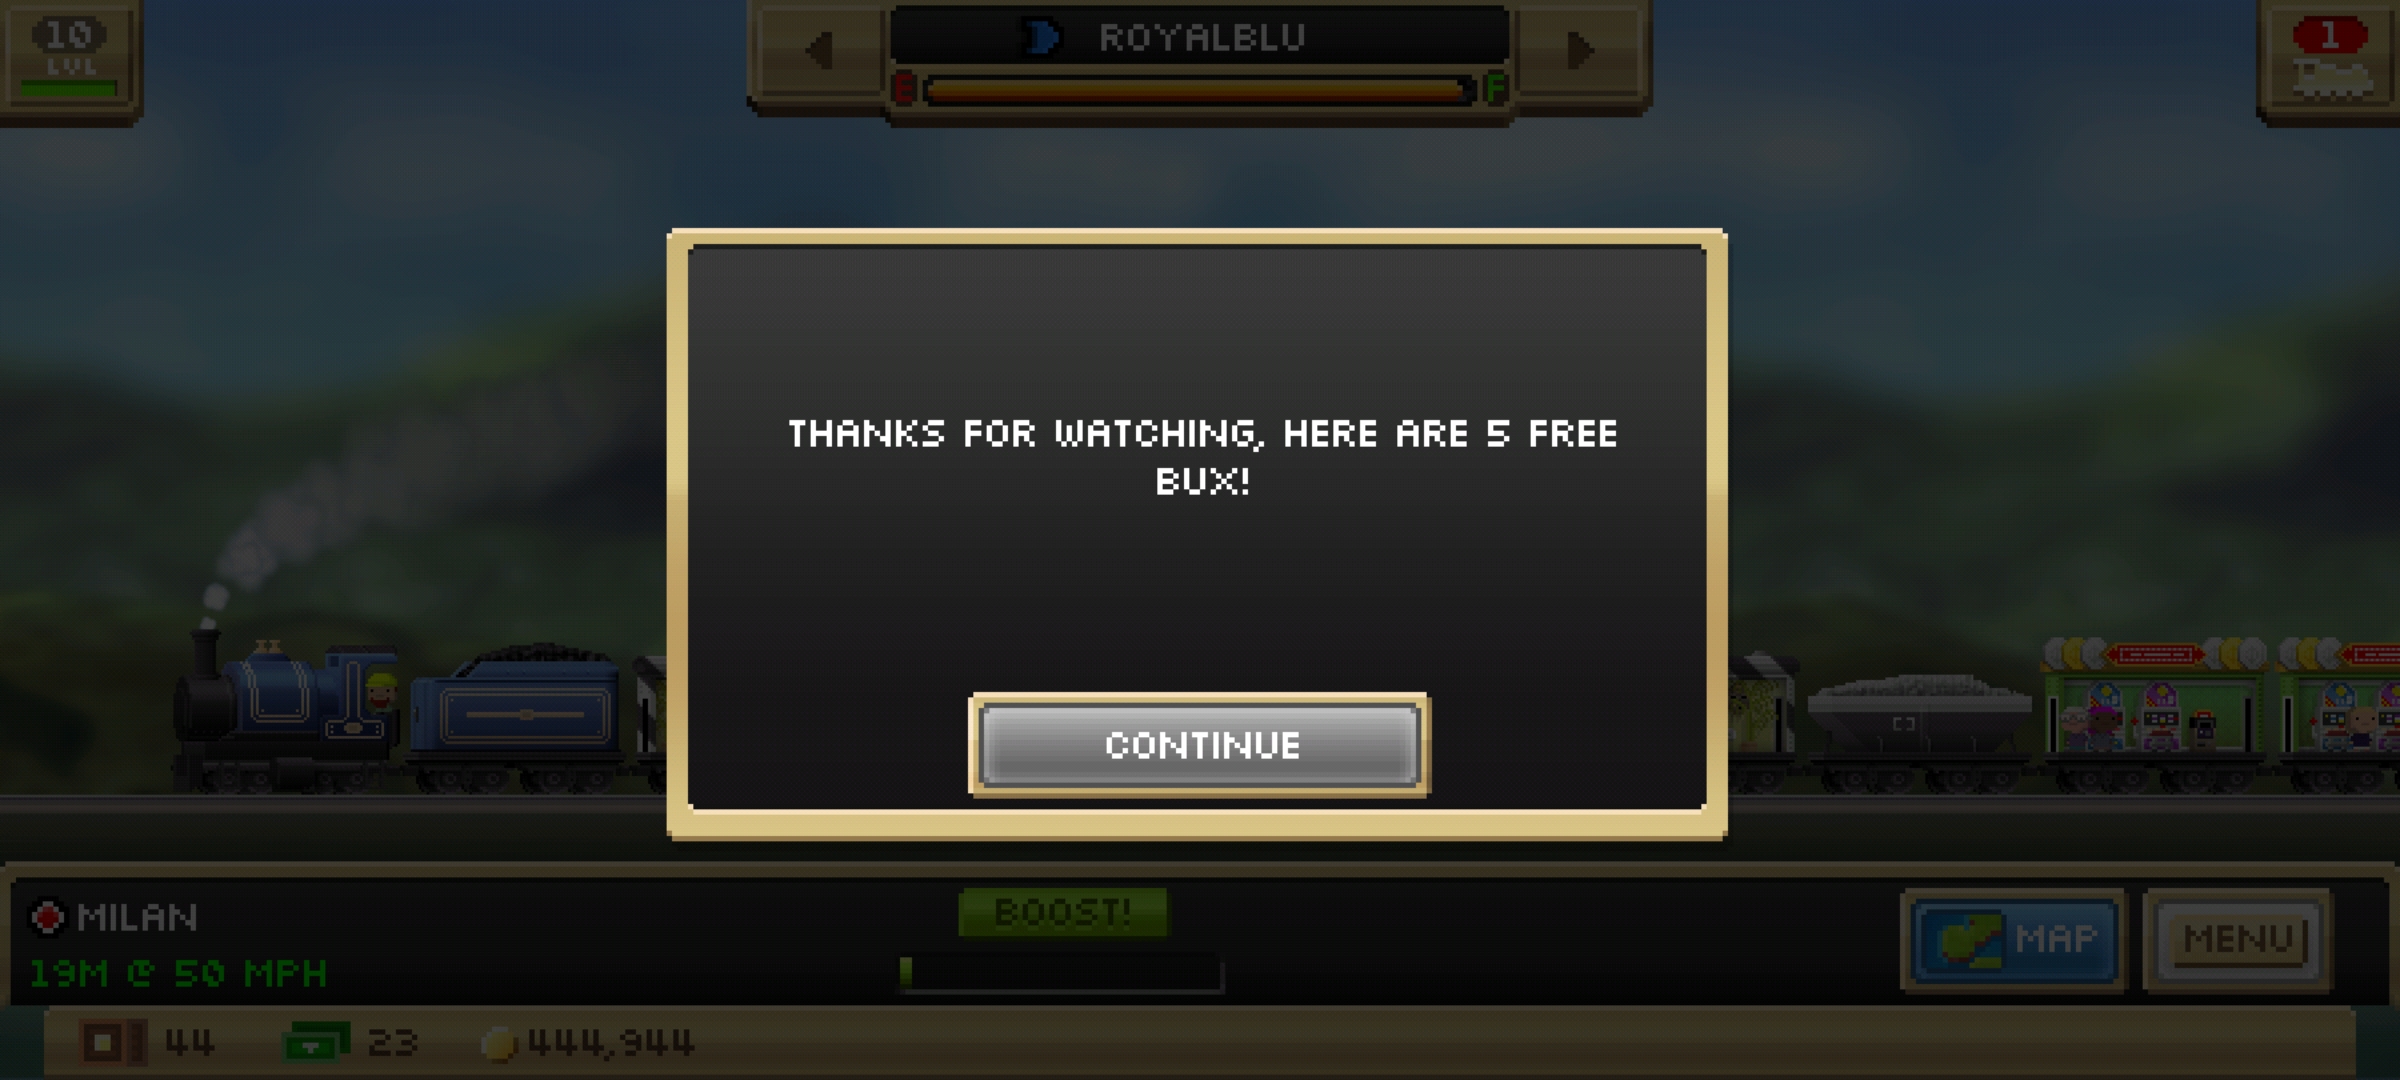 10
LVL
ROYALBLU
E F
1
THANKS FOR WATCHING, HERE ARE 5 FREE
BUX!
CONTINUE
MILAN
19M @ 50 MPH
BOOST!
MAP
MENU
44
23
444,944